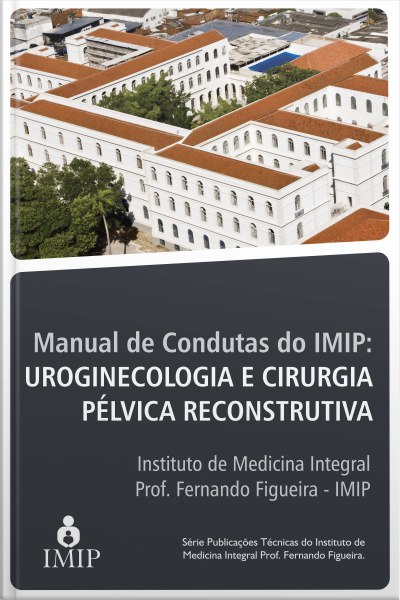 Manual de Condutas do IMIP:
UROGINECOLOGIA E CIRURGIA
PÉLVICA RECONSTRUTIVA
Instituto de Medicina Integral
Prof. Fernando Figueira - IMIP
Série Publicações Técnicas do Instituto de
Medicina Integral Prof. Fernando Figueira.
IMIP